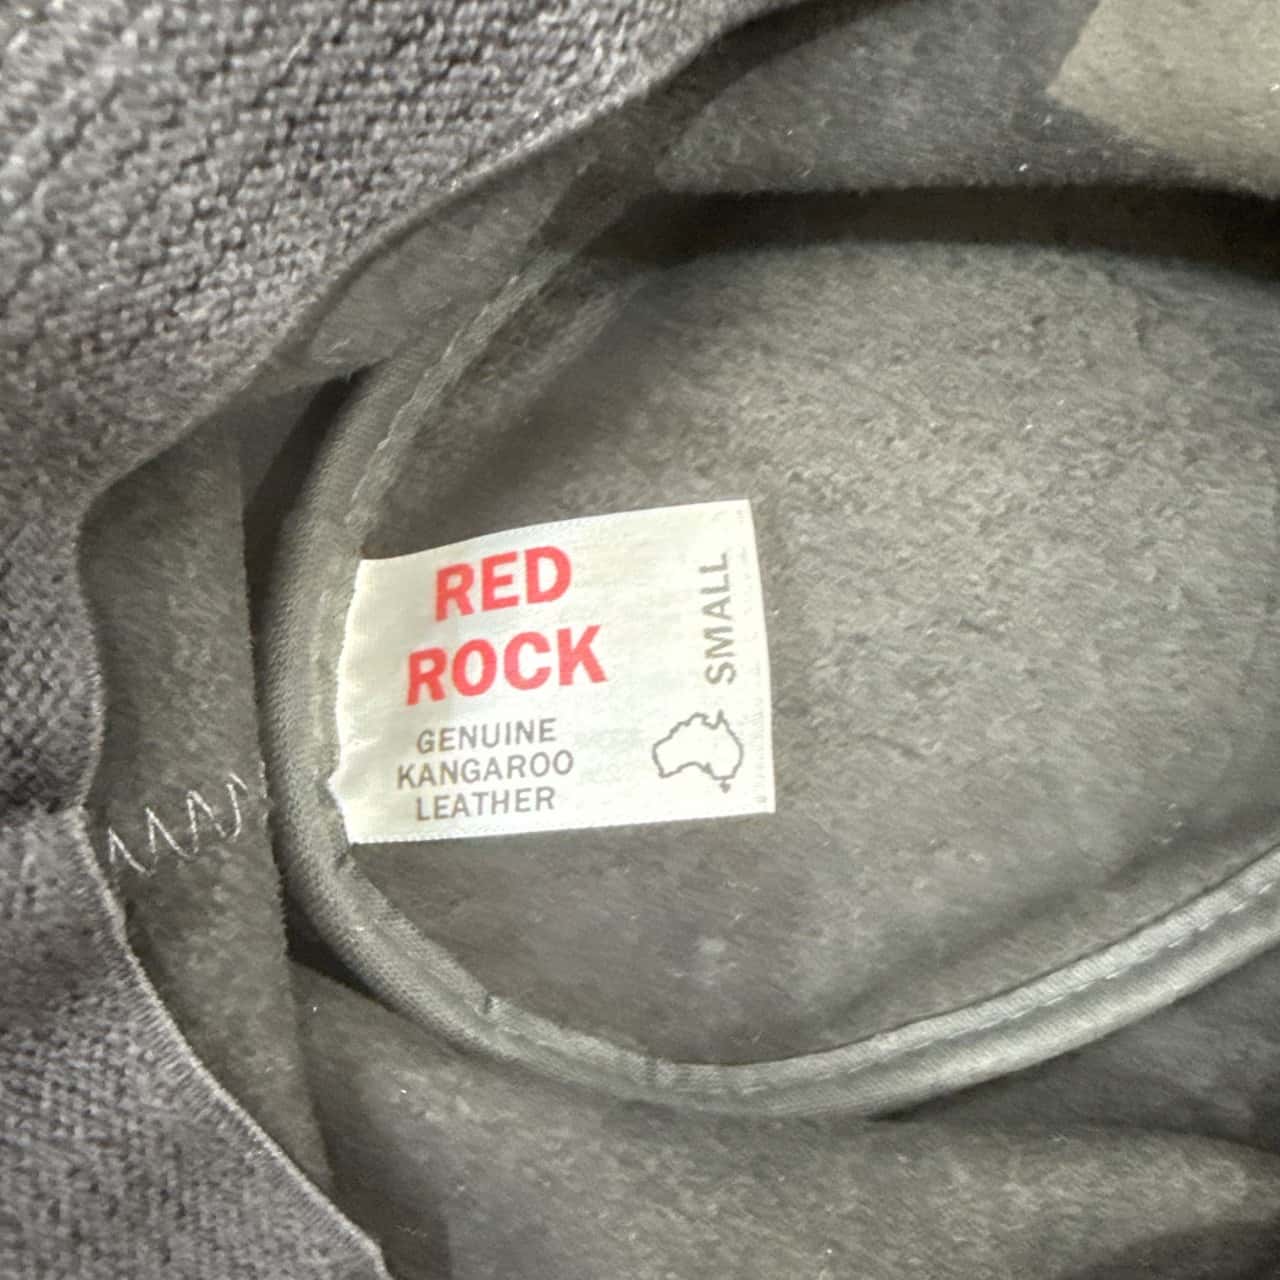 RED
ROCK
GENUINE
KANGAROO
LEATHER
SMALL